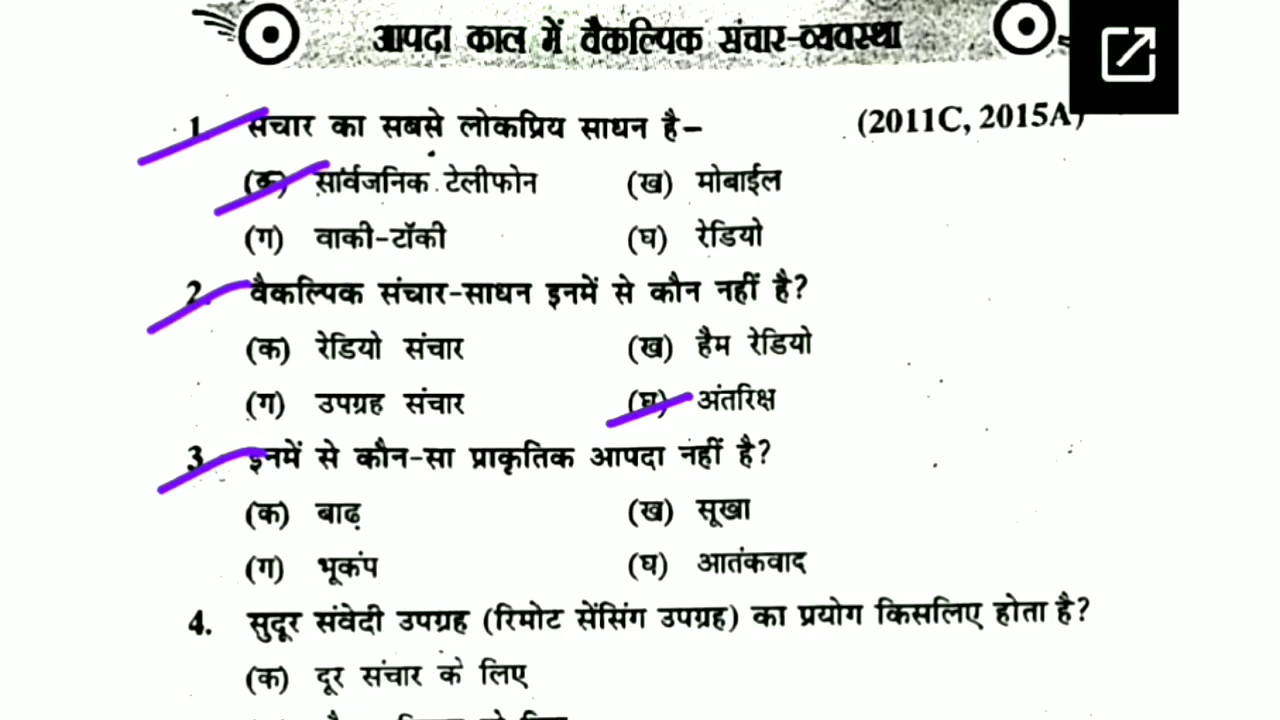 आपदा काल में वैकल्पिक संचार-व्यवस्था
1. संचार का सबसे लोकप्रिय साधन है– (2011C, 2015A)
(क) सार्वजनिक टेलीफोन (ख) मोबाईल
(ग) वाकी-टॉकी (घ) रेडियो
2. वैकल्पिक संचार-साधन इनमें से कौन नहीं है?
(क) रेडियो संचार (ख) हैम रेडियो
(ग) उपग्रह संचार (घ) अंतरिक्ष
3. इनमें से कौन-सा प्राकृतिक आपदा नहीं है?
(क) बाढ़ (ख) सूखा
(ग) भूकंप (घ) आतंकवाद
4. सुदूर संवेदी उपग्रह (रिमोट सेंसिंग उपग्रह) का प्रयोग किसलिए होता है?
(क) दूर संचार के लिए